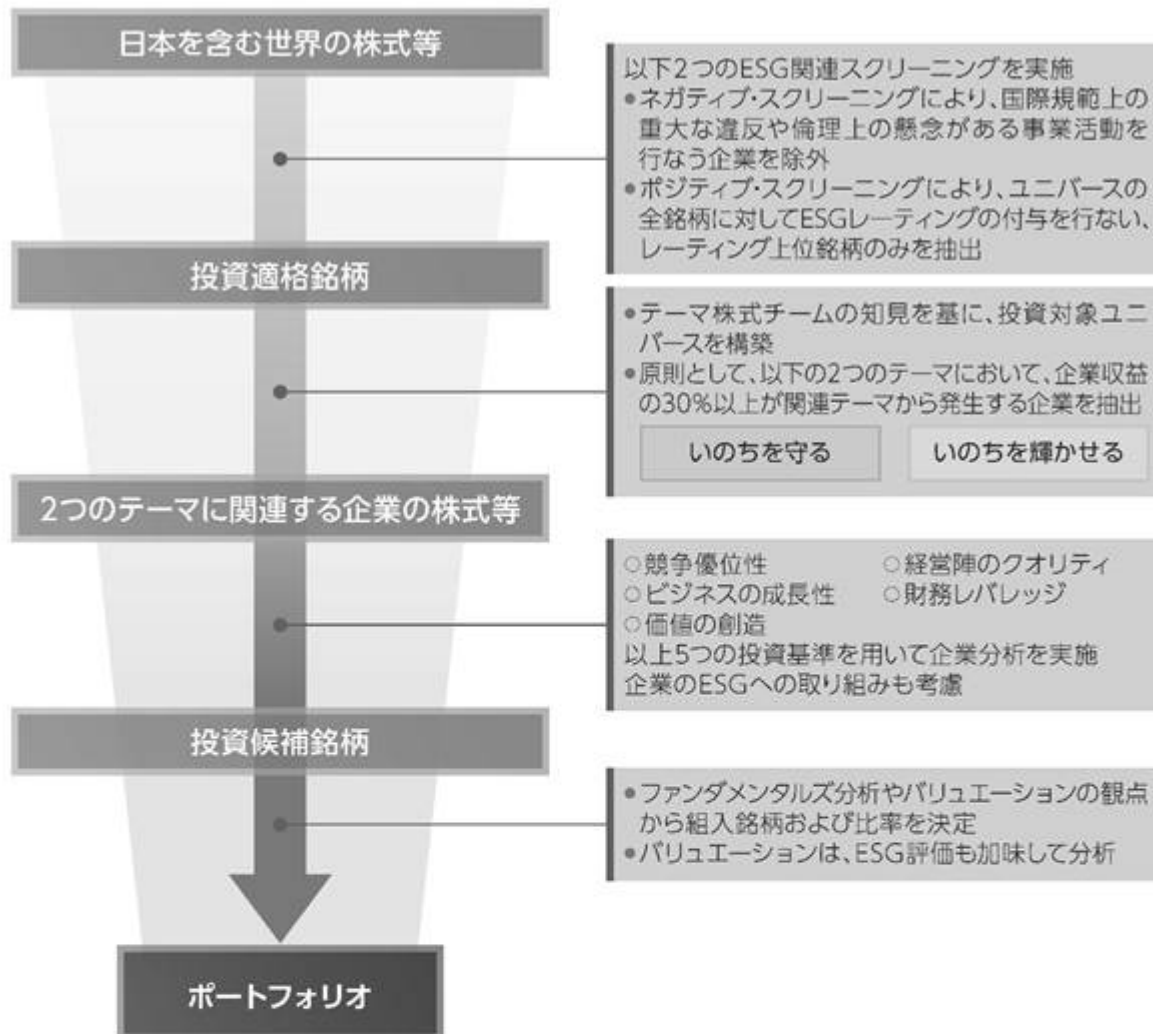 日本を含む世界の株式等
以下2つのESG関連スクリーニングを実施
●ネガティブ・スクリーニングにより、国際規範上の
重大な違反や倫理上の懸念がある事業活動を
行なう企業を除外
●ポジティブ・スクリーニングにより、ユニバースの
全銘柄に対してESGレーティングの付与を行ない、
レーティング上位銘柄のみを抽出
投資適格銘柄
●テーマ株式チームの知見を基に、投資対象ユニ
バースを構築
●原則として、以下の2つのテーマにおいて、企業収益
の30%以上が関連テーマから発生する企業を抽出
いのちを守る
いのちを輝かせる
2つのテーマに関連する企業の株式等
○競争優位性 ○経営陣のクオリティ
○ビジネスの成長性 ○財務レバレッジ
○価値の創造
以上5つの投資基準を用いて企業分析を実施
企業のESGへの取り組みも考慮
投資候補銘柄
●ファンダメンタルズ分析やバリュエーションの観点
から組入銘柄および比率を決定
●バリュエーションは、ESG評価も加味して分析
ポートフォリオ